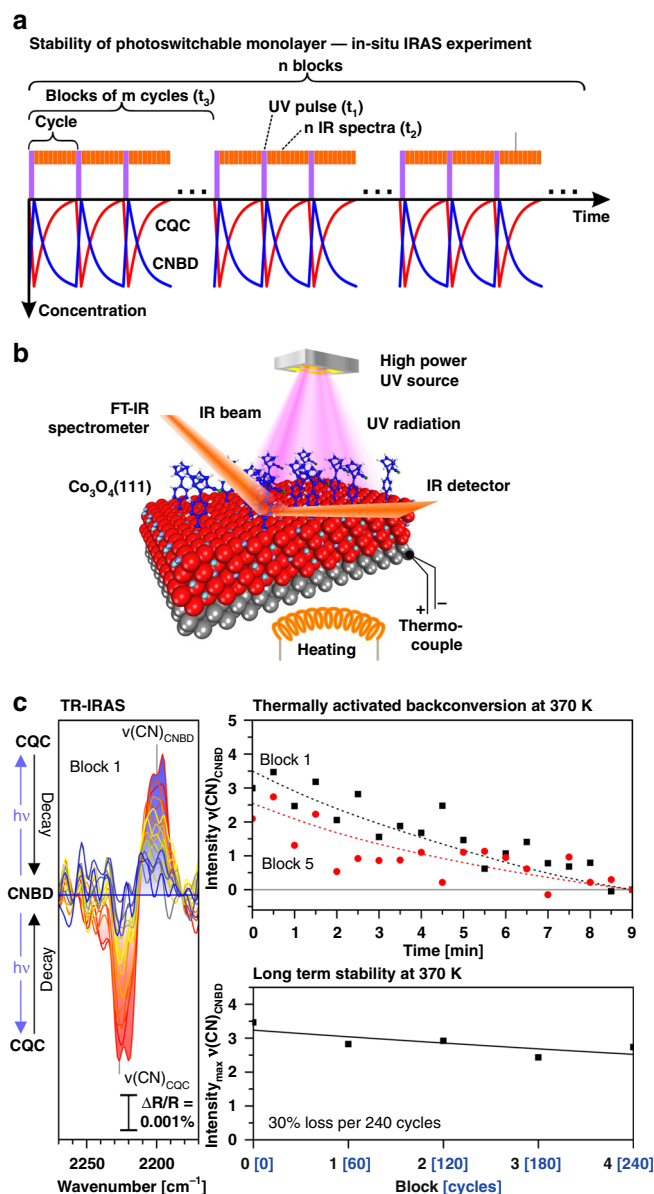 a
Stability of photoswitchable monolayer — in-situ IRAS experiment
n blocks
Blocks of m cycles (t3)
UV pulse (t1)
Cycle
n IR spectra (t2)
Time
CQC
CNBD
Concentration
b
High power
UV source
FT-IR
spectrometer
IR beam
UV radiation
Co3O4(111)
IR detector
+ −
Thermo-
couple
Heating
c
TR-IRAS
CQC
hν
Decay
CNBD
hν
Decay
CQC
Block 1
ν(CN)CNBD
ν(CN)CQC
ΔR/R =
0.001%
2250 2200
Wavenumber [cm−1]
Thermally activated backconversion at 370 K
Intensity ν(CN)CNBD
5
4
3
2
1
0
Block 1
Block 5
0 1 2 3 4 5 6 7 8 9
Time [min]
Long term stability at 370 K
Intensitymax ν(CN)CNBD
4
3
2
1
0
30% loss per 240 cycles
0 [0] 1 [60] 2 [120] 3 [180] 4 [240]
Block [cycles]